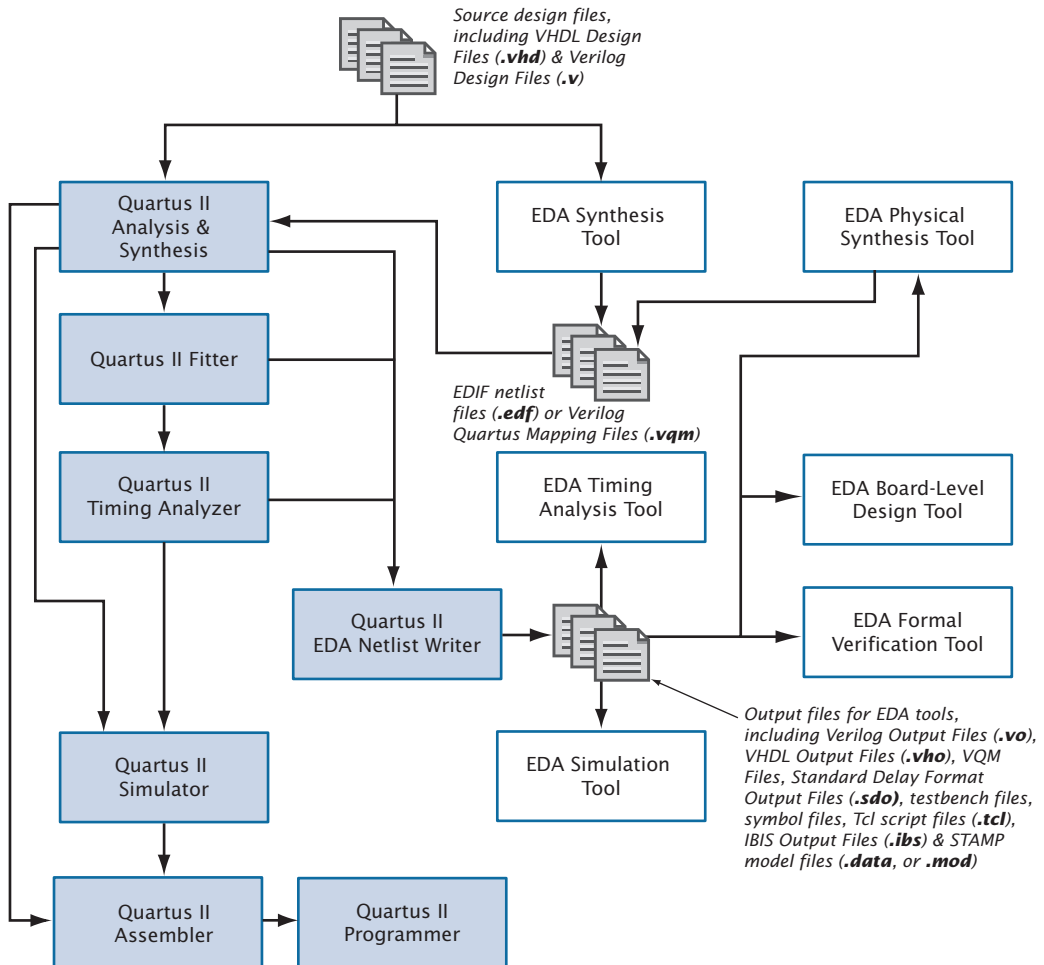 Source design files,
including VHDL Design
Files (.vhd) & Verilog
Design Files (.v)
Quartus II
Analysis &
Synthesis
EDA Synthesis
Tool
EDA Physical
Synthesis Tool
Quartus II Fitter
EDIF netlist
files (.edf) or Verilog
Quartus Mapping Files (.vqm)
Quartus II
Timing Analyzer
EDA Timing
Analysis Tool
EDA Board-Level
Design Tool
Quartus II
EDA Netlist Writer
EDA Formal
Verification Tool
Output files for EDA tools,
including Verilog Output Files (.vo),
VHDL Output Files (.vho), VQM
Files, Standard Delay Format
Output Files (.sdo), testbench files,
symbol files, Tcl script files (.tcl),
IBIS Output Files (.ibs) & STAMP
model files (.data, or .mod)
Quartus II
Simulator
EDA Simulation
Tool
Quartus II
Assembler
Quartus II
Programmer